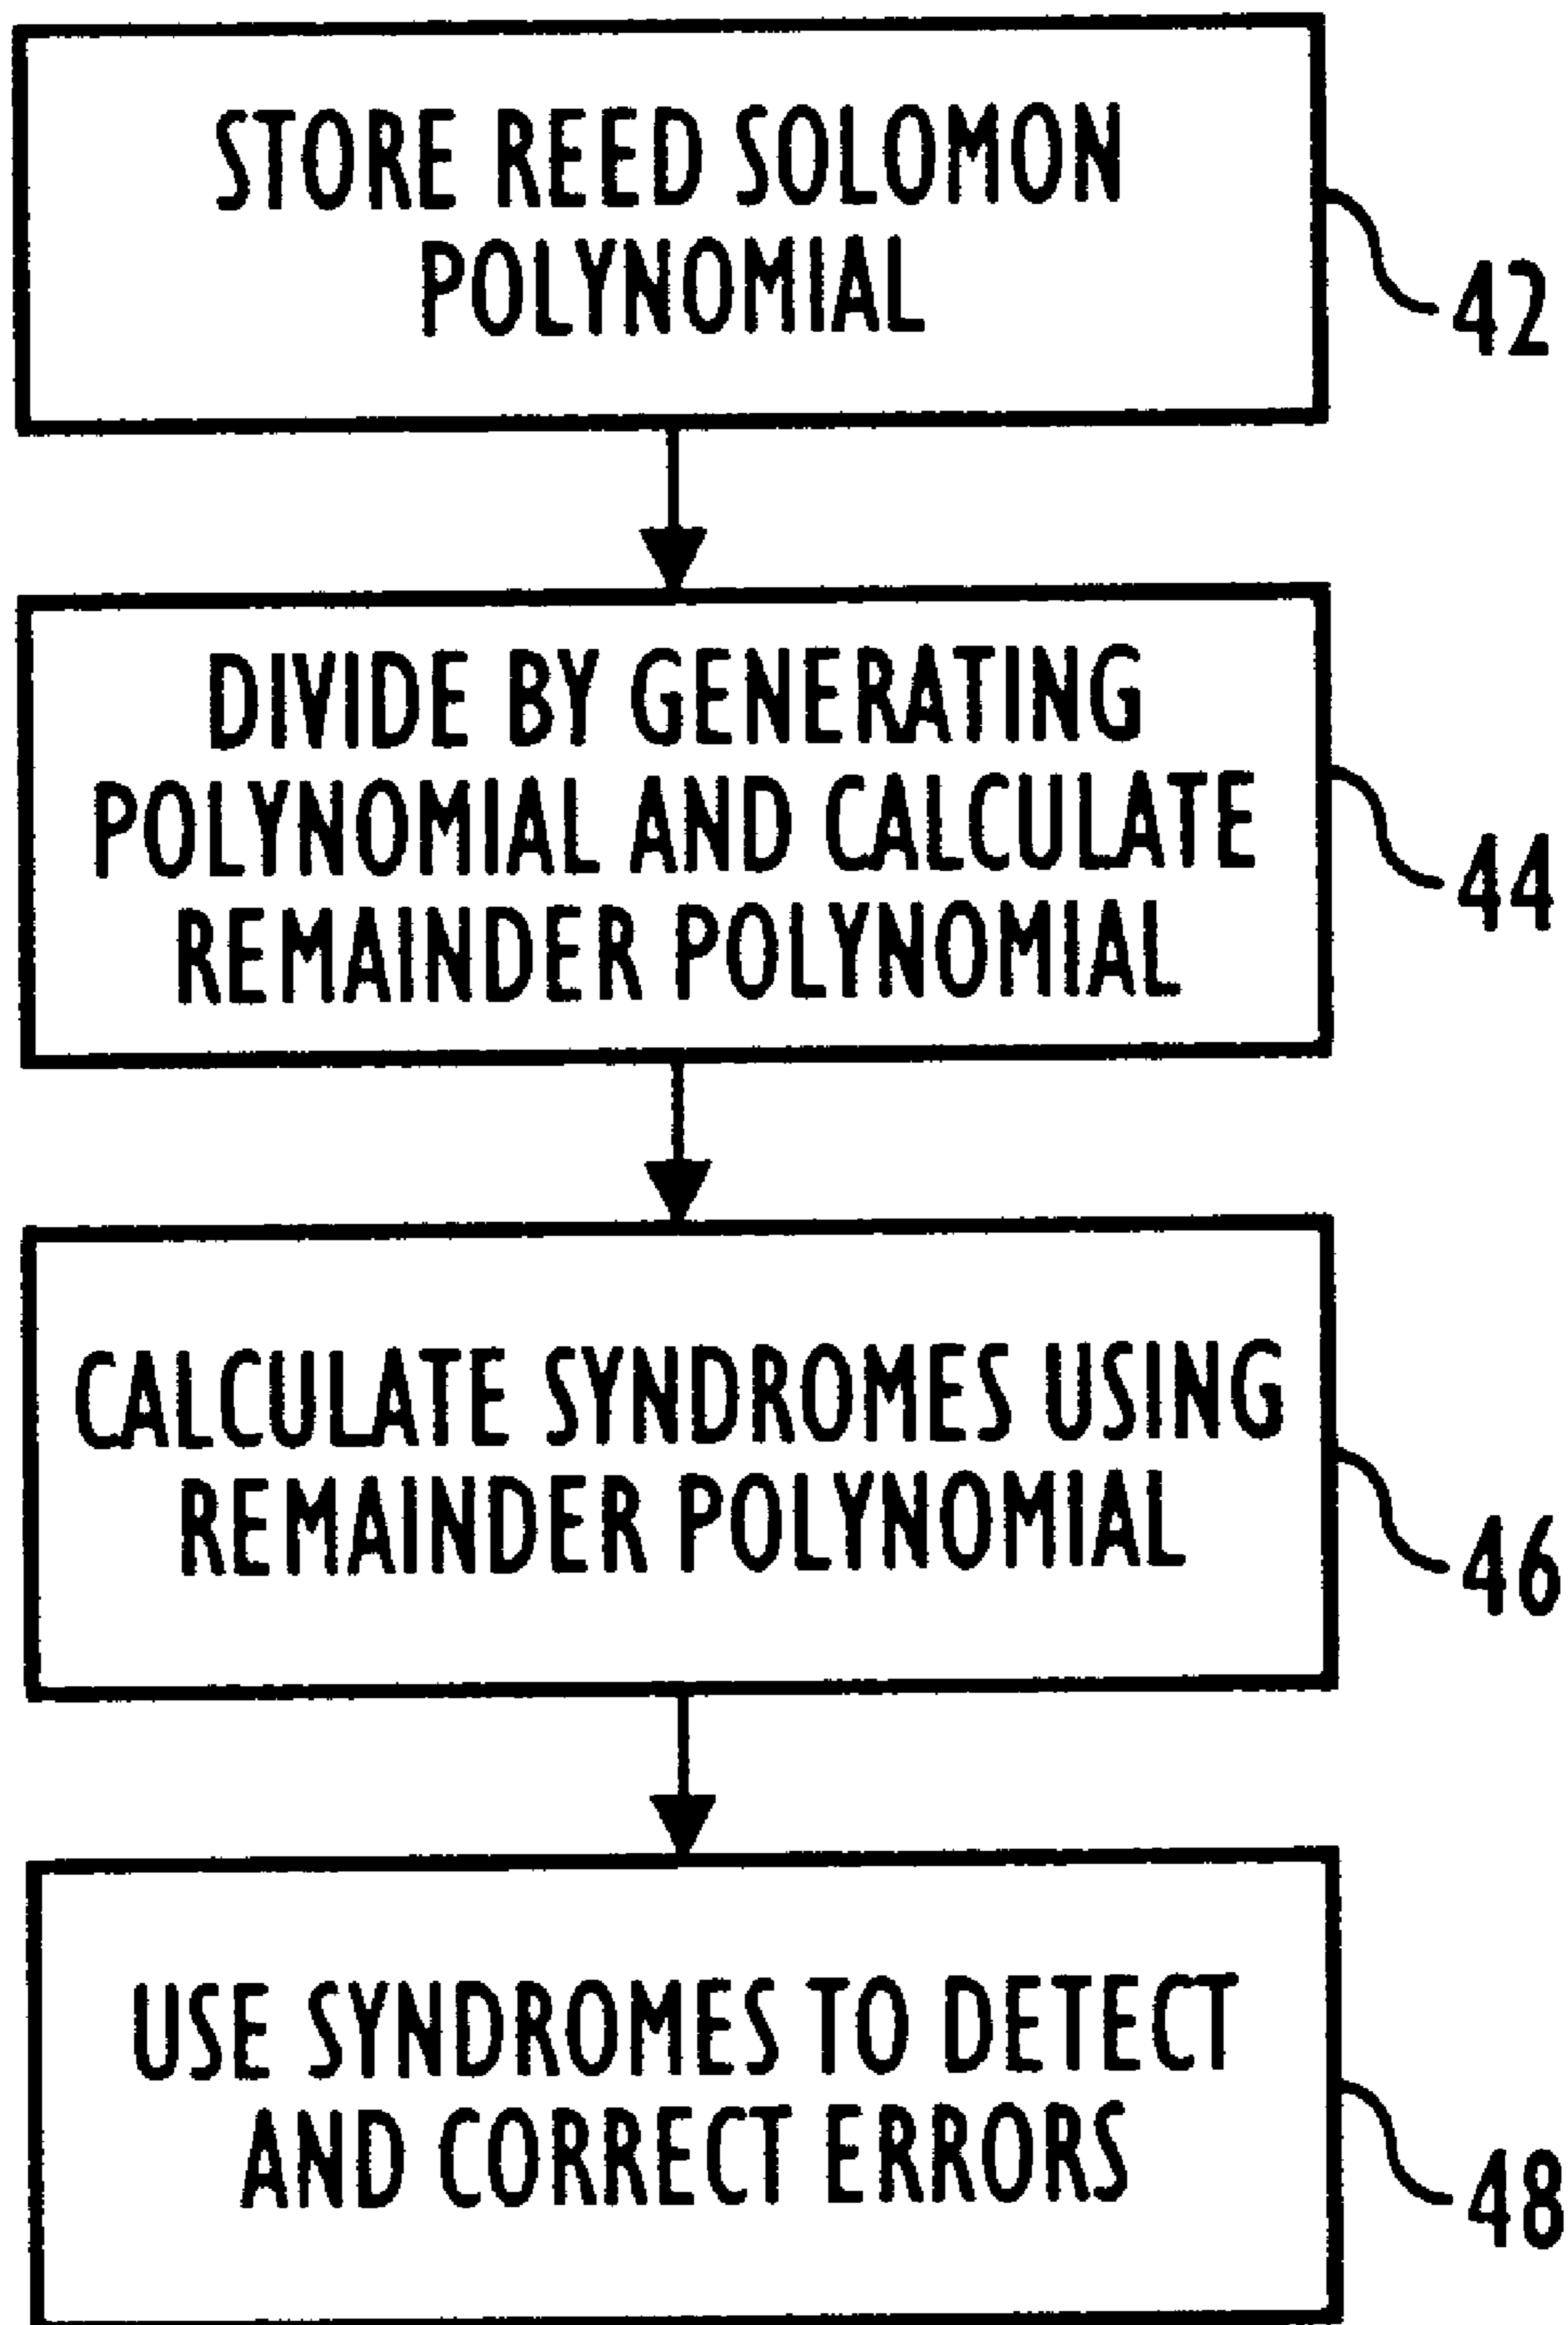 STORE REED SOLOMON
POLYNOMIAL
42
DIVIDE BY GENERATING
POLYNOMIAL AND CALCULATE
REMAINDER POLYNOMIAL
44
CALCULATE SYNDROMES USING
REMAINDER POLYNOMIAL
46
USE SYNDROMES TO DETECT
AND CORRECT ERRORS
48